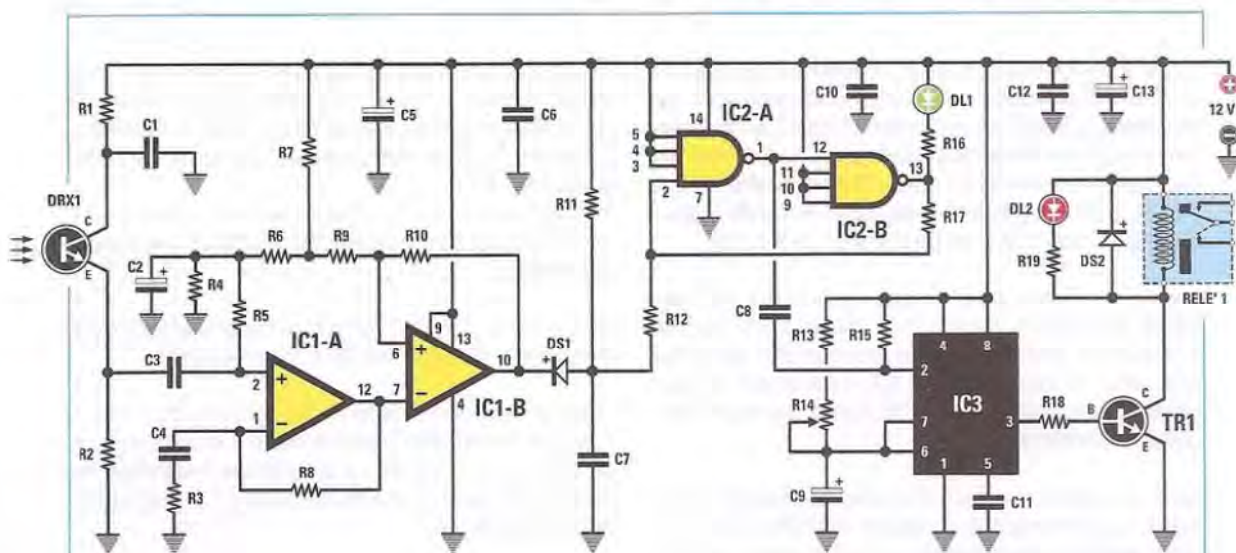 R1
C1
DRX1
C
E
R2
C2
+
R4
R5
R6
R7
R9
R10
C3
C4
R3
IC1-A
2
+
1
−
12
R8
C5
+
IC1-B
6
+
7
−
9
13
10
4
C6
DS1
+
R11
C7
R12
IC2-A
5
4
3
2
14
7
1
IC2-B
12
11
10
9
13
C10
DL1
R16
R17
C8
R13
R15
R14
C9
+
IC3
4
8
2
7
6
3
1
5
C11
R18
C12
C13
+
12 V
+
−
DL2
R19
DS2
+
RELE' 1
B
C
E
TR1